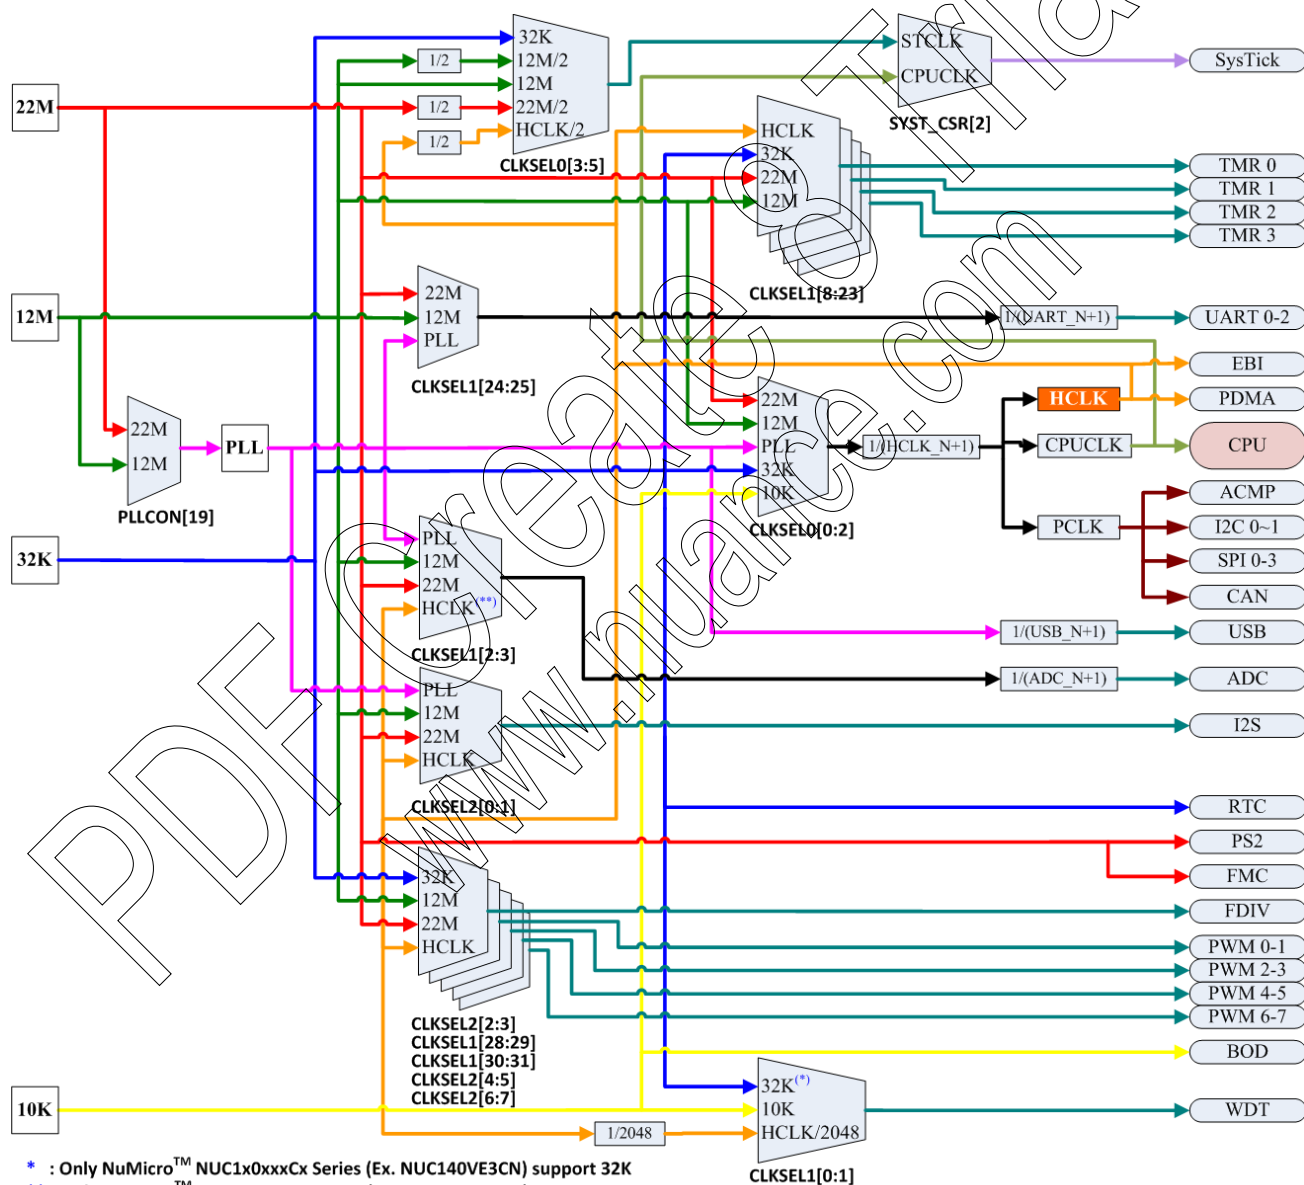 22M
12M
32K
10K
PLL
22M
12M
PLLCON[19]
1/2
1/2
1/2
32K
12M/2
12M
22M/2
HCLK/2
CLKSEL0[3:5]
STCLK
CPUCLK
SYST_CSR[2]
SysTick
HCLK
32K
22M
12M
CLKSEL1[8:23]
TMR 0
TMR 1
TMR 2
TMR 3
22M
12M
PLL
CLKSEL1[24:25]
1/(UART_N+1)
UART 0-2
EBI
PDMA
CPU
22M
12M
PLL
32K
10K
CLKSEL0[0:2]
1/(HCLK_N+1)
HCLK
CPUCLK
PCLK
ACMP
I2C 0~1
SPI 0-3
CAN
PLL
12M
22M
HCLK(**)
CLKSEL1[2:3]
1/(USB_N+1)
USB
1/(ADC_N+1)
ADC
PLL
12M
22M
HCLK
CLKSEL2[0:1]
I2S
RTC
PS2
FMC
32K
12M
22M
HCLK
CLKSEL2[2:3]
CLKSEL1[28:29]
CLKSEL1[30:31]
CLKSEL2[4:5]
CLKSEL2[6:7]
FDIV
PWM 0-1
PWM 2-3
PWM 4-5
PWM 6-7
BOD
1/2048
32K(*)
10K
HCLK/2048
CLKSEL1[0:1]
WDT
* : Only NuMicro™ NUC1x0xxxCx Series (Ex. NUC140VE3CN) support 32K
PDF Creator Trial
www.nuance.com